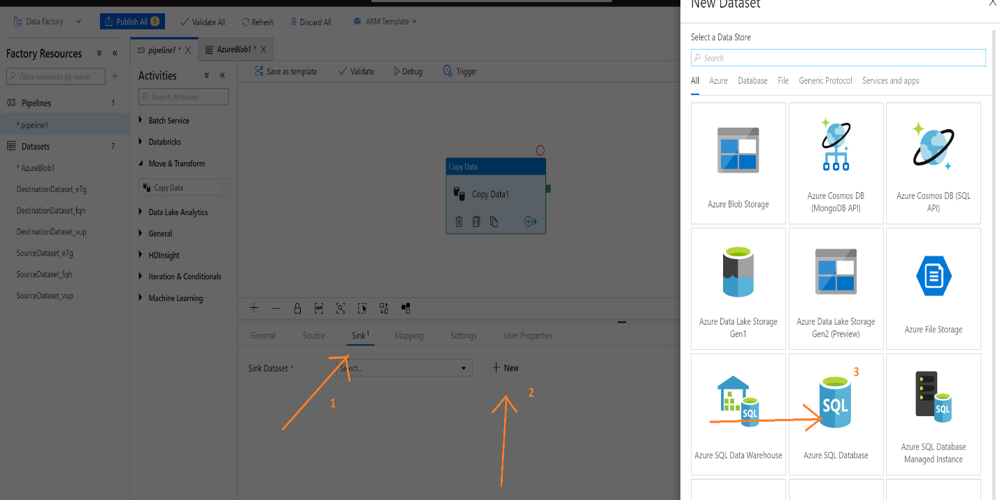 New Dataset
Data Factory
Publish All 5
Validate All
Refresh
Discard All
ARM Template
Factory Resources
Filter resources by name
Pipelines 1
* pipeline1
Datasets 7
* AzureBlob1
DestinationDataset_e7g
DestinationDataset_fqh
DestinationDataset_vup
SourceDataset_e7g
SourceDataset_fqh
SourceDataset_vup
pipeline1 *
AzureBlob1 *
Activities
Search Activities
Batch Service
Databricks
Move & Transform
Copy Data
Data Lake Analytics
General
HDInsight
Iteration & Conditionals
Machine Learning
Save as template
Validate
Debug
Trigger
Copy Data
Copy Data1
100%
General
Source
Sink 1
Mapping
Settings
User Properties
Sink Dataset *
Select...
New
1
2
Select a Data Store
Search
All
Azure
Database
File
Generic Protocol
Services and apps
Azure Blob Storage
Azure Cosmos DB
(MongoDB API)
Azure Cosmos DB (SQL
API)
Azure Data Lake Storage
Gen1
Azure Data Lake Storage
Gen2 (Preview)
Azure File Storage
SQL
Azure SQL Data Warehouse
3
SQL
Azure SQL Database
SQL
Azure SQL Database
Managed Instance